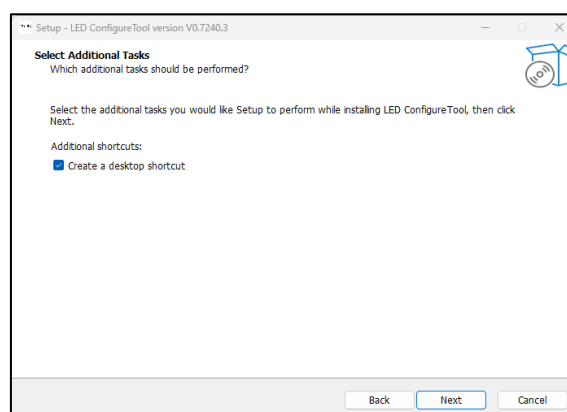 Setup - LED ConfigureTool version V0.7240.3
Select Additional Tasks
Which additional tasks should be performed?
Select the additional tasks you would like Setup to perform while installing LED ConfigureTool, then click
Next.
Additional shortcuts:
Create a desktop shortcut
Back Next Cancel